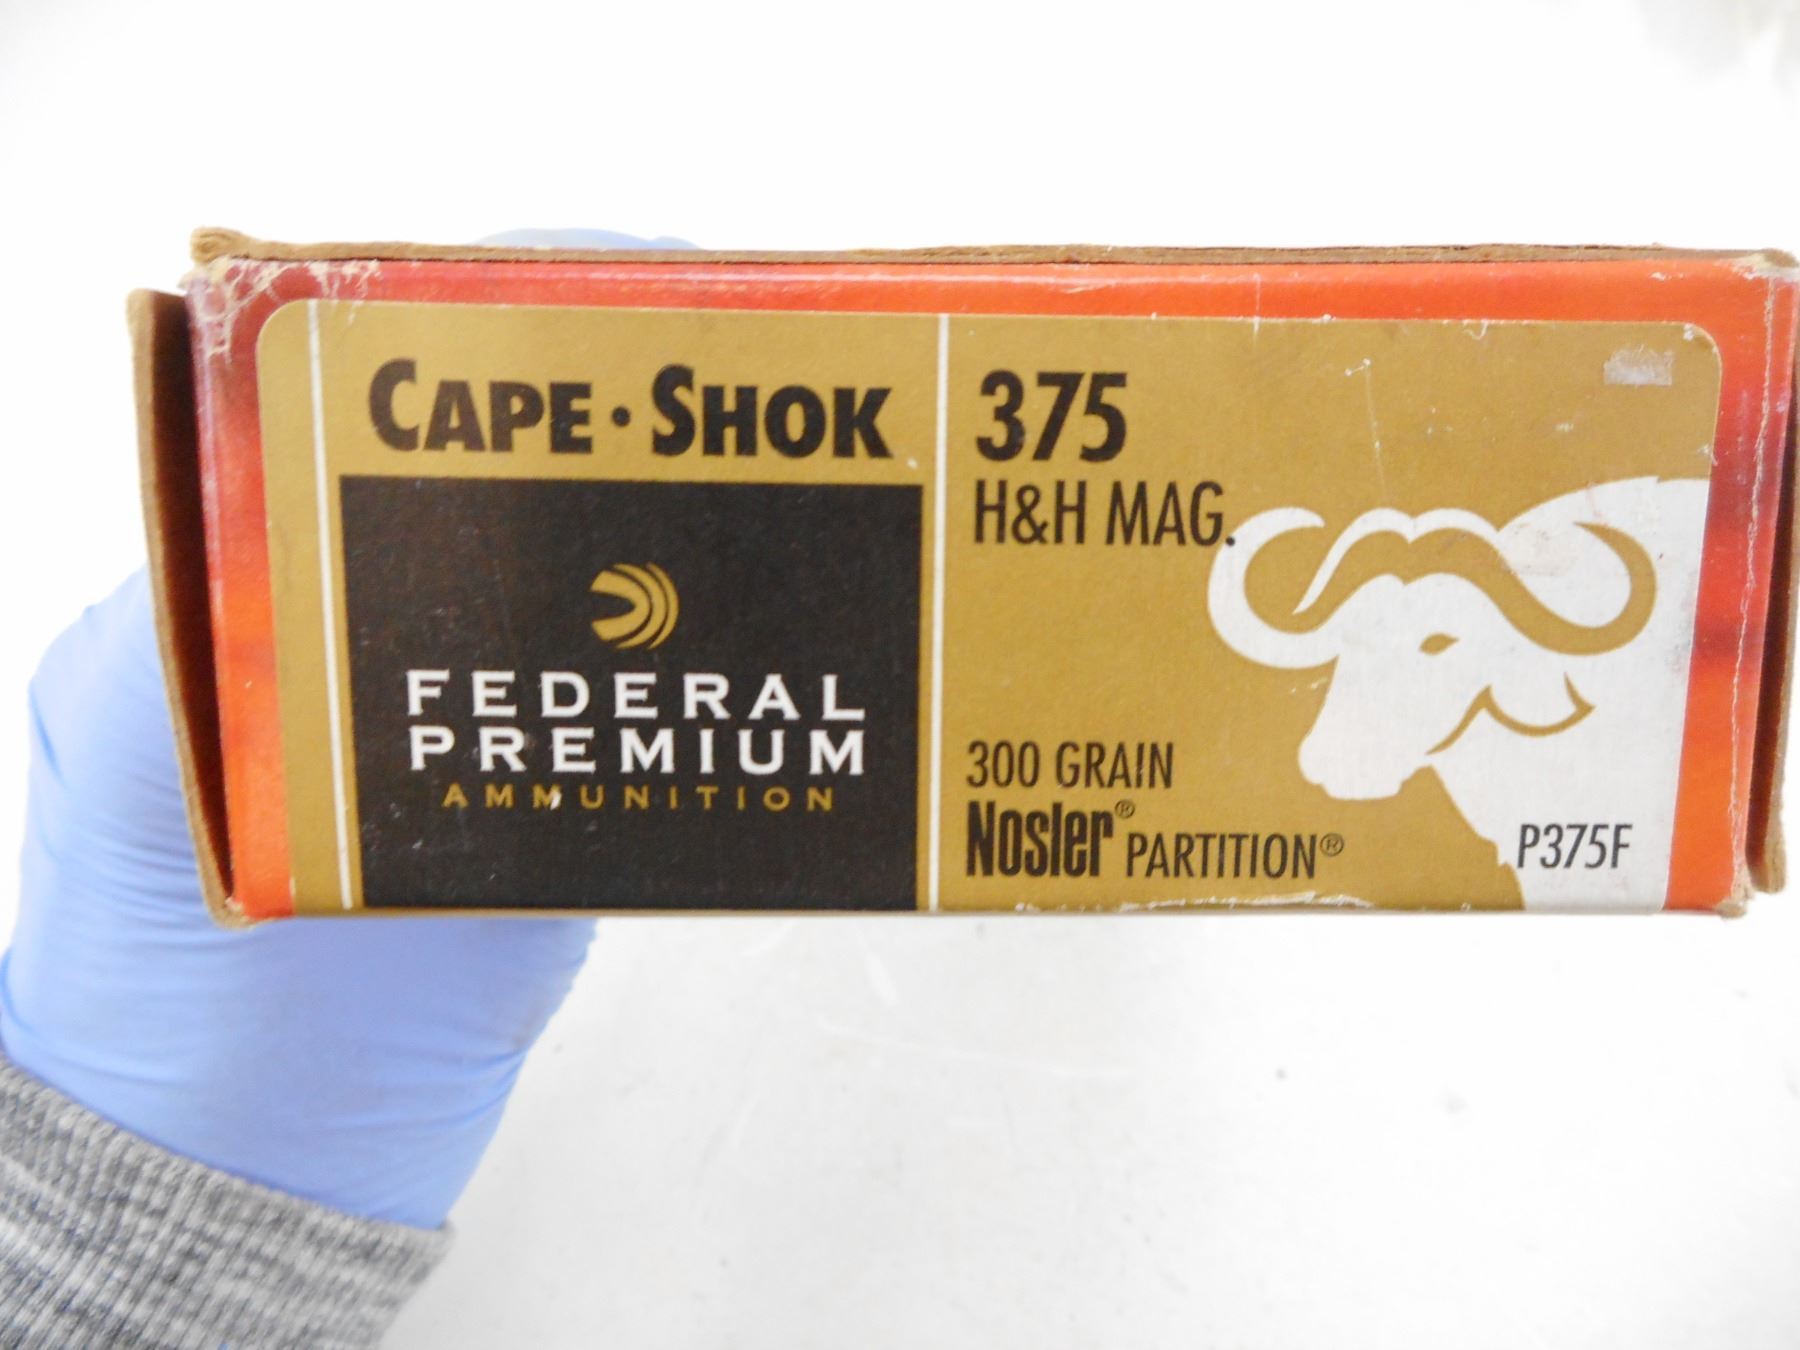 CAPE·SHOK
FEDERAL
PREMIUM
AMMUNITION
375
H&H MAG.
300 GRAIN
Nosler® PARTITION®
P375F